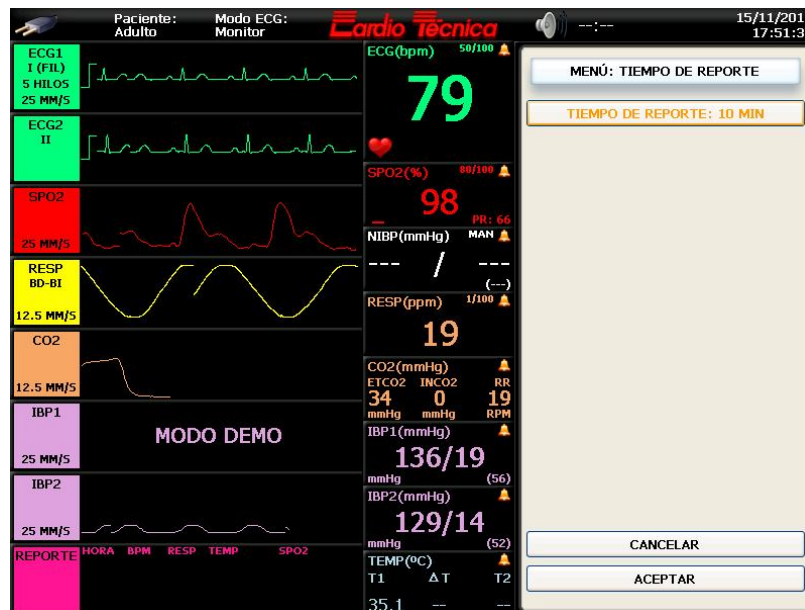 Paciente:
Adulto
Modo ECG:
Monitor
Cardio Técnica
--:--
15/11/201
17:51:3
ECG1
I (FIL)
5 HILOS
25 MM/S
ECG2
II
SPO2
25 MM/S
RESP
BD-BI
12.5 MM/S
CO2
12.5 MM/S
IBP1
25 MM/S
MODO DEMO
IBP2
25 MM/S
REPORTE
HORA BPM RESP TEMP SPO2
ECG(bpm) 50/100
79
SPO2(%) 80/100
98
PR: 66
NIBP(mmHg) MAN
--- / ---
(---)
RESP(ppm) 1/100
19
CO2(mmHg)
ETCO2 INCO2 RR
34 0 19
mmHg mmHg RPM
IBP1(mmHg)
136/19
mmHg (56)
IBP2(mmHg)
129/14
mmHg (52)
TEMP(ºC)
T1 ΔT T2
35.1 -- --
MENÚ: TIEMPO DE REPORTE
TIEMPO DE REPORTE: 10 MIN
CANCELAR
ACEPTAR